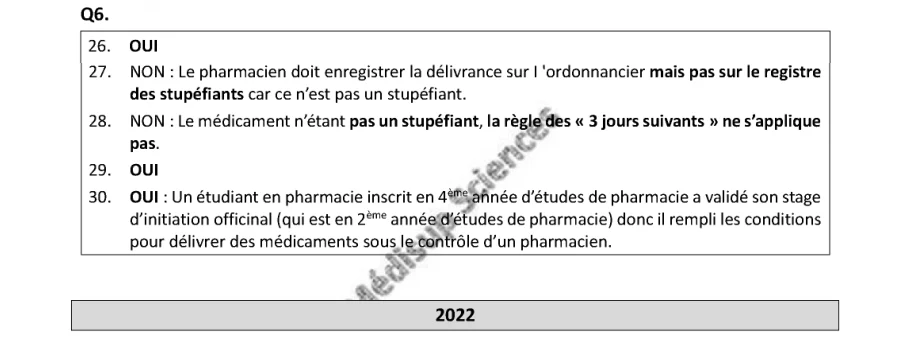 Q6.
26. OUI
27. NON : Le pharmacien doit enregistrer la délivrance sur l 'ordonnancier mais pas sur le registre
des stupéfiants car ce n’est pas un stupéfiant.
28. NON : Le médicament n’étant pas un stupéfiant, la règle des « 3 jours suivants » ne s’applique
pas.
29. OUI
30. OUI : Un étudiant en pharmacie inscrit en 4ème année d’études de pharmacie a validé son stage
d’initiation officinal (qui est en 2ème année d’études de pharmacie) donc il rempli les conditions
pour délivrer des médicaments sous le contrôle d’un pharmacien.
Médisup Sciences
2022